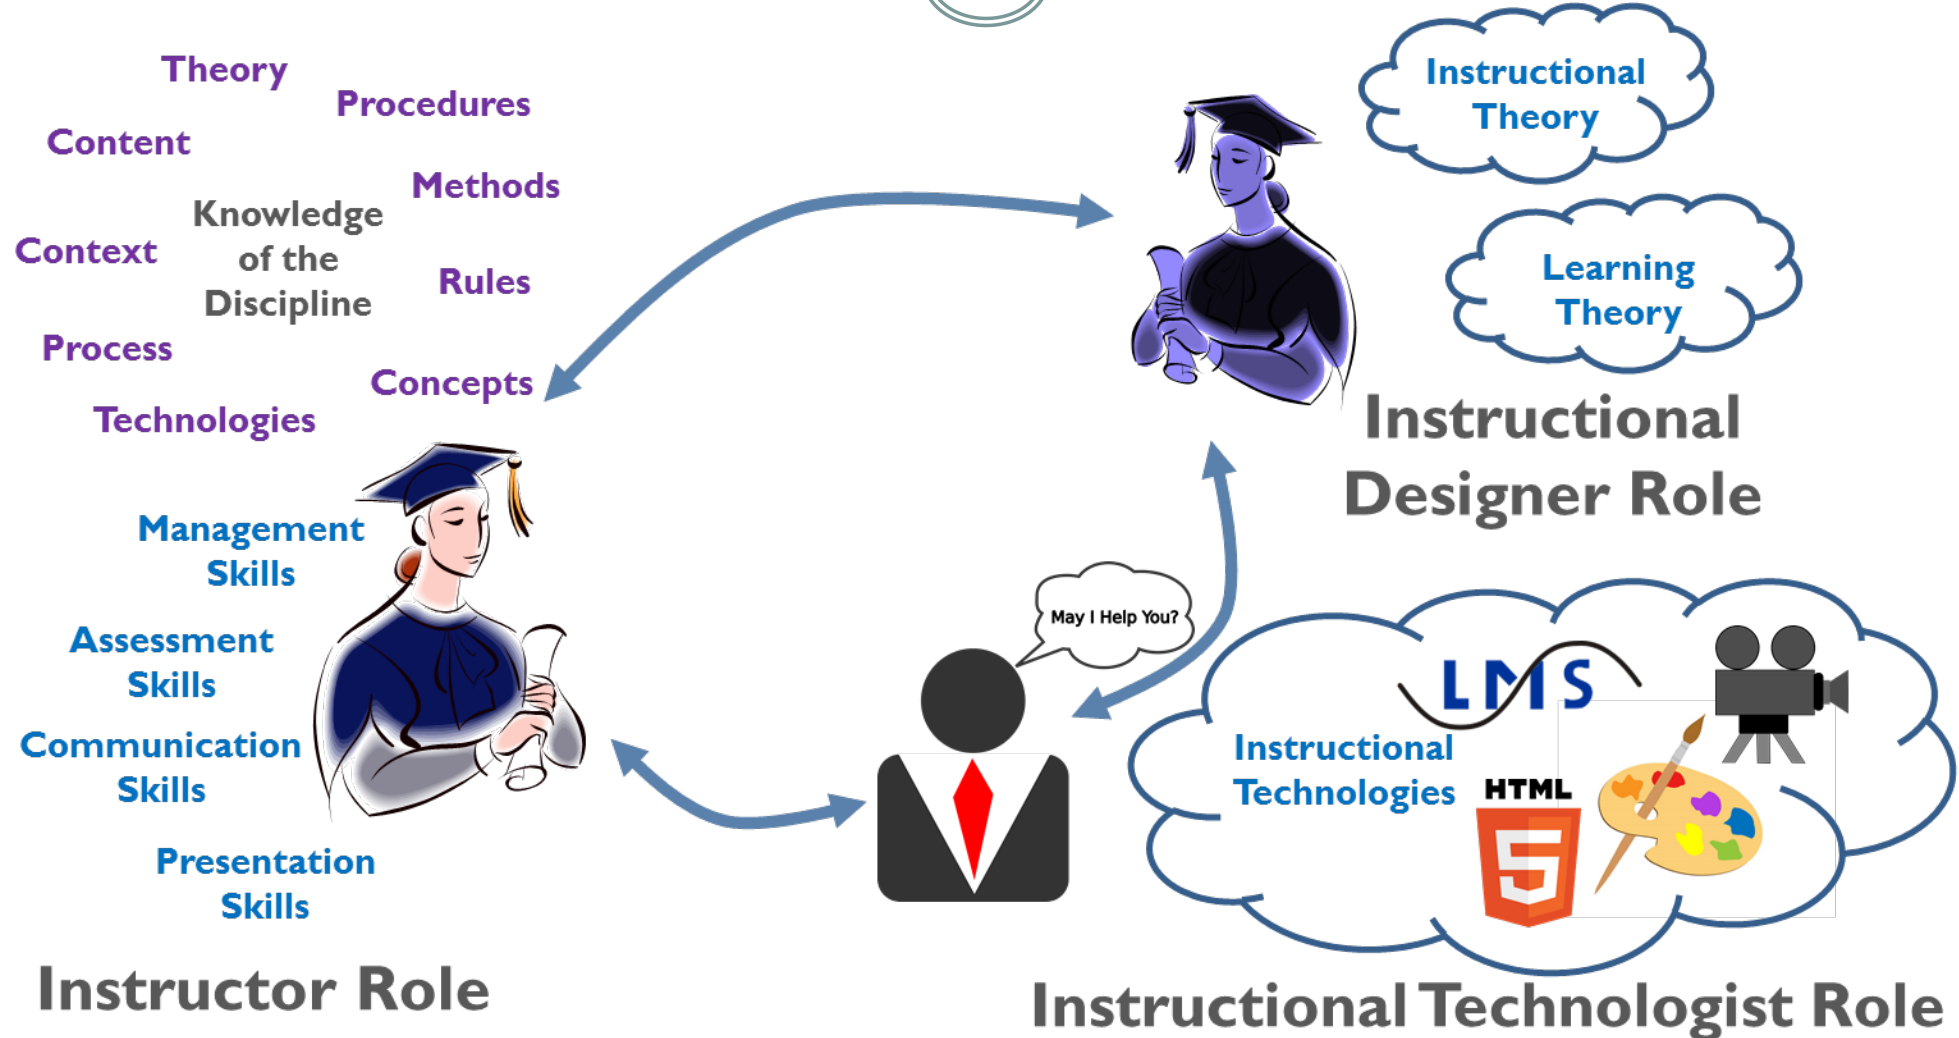 Theory
Procedures
Content
Methods
Knowledge
of the
Discipline
Context
Rules
Process
Concepts
Technologies
Management
Skills
Assessment
Skills
Communication
Skills
Presentation
Skills
Instructor Role
Instructional
Theory
Learning
Theory
Instructional
Designer Role
May I Help You?
LMS
Instructional
Technologies
HTML
5
Instructional Technologist Role